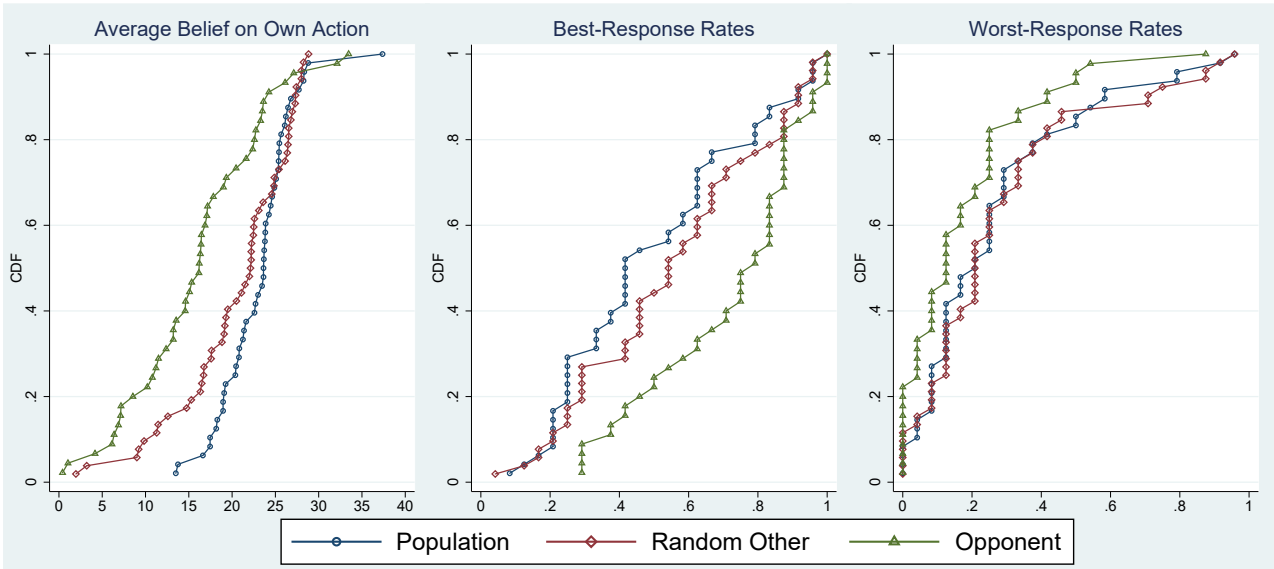 Average Belief on Own Action
Best-Response Rates
Worst-Response Rates
CDF
0
.2
.4
.6
.8
1
0 5 10 15 20 25 30 35 40
CDF
0
.2
.4
.6
.8
1
0 .2 .4 .6 .8 1
CDF
0
.2
.4
.6
.8
1
0 .2 .4 .6 .8 1
Population Random Other Opponent